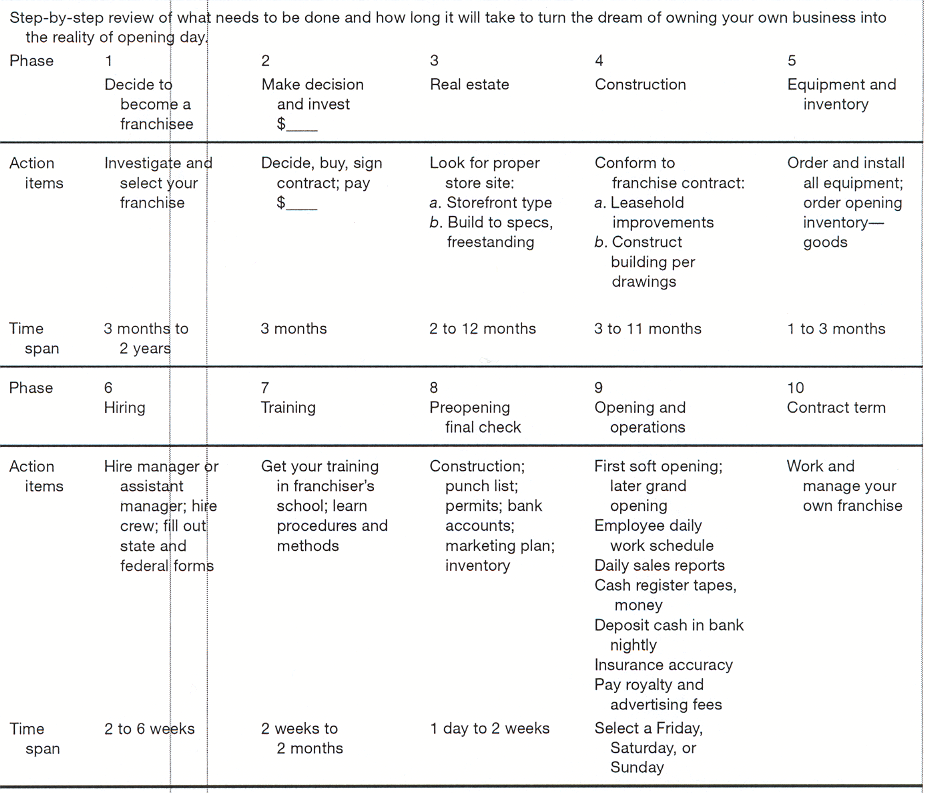 Step-by-step review of what needs to be done and how long it will take to turn the dream of owning your own business into
the reality of opening day.
Phase 1 2 3 4 5
Decide to Make decision Real estate Construction Equipment and
become a and invest inventory
franchisee $____
Action Investigate and Decide, buy, sign Look for proper Conform to Order and install
items select your contract; pay store site: franchise contract: all equipment;
franchise $____ a. Storefront type a. Leasehold order opening
b. Build to specs, improvements inventory—
freestanding b. Construct goods
building per
drawings
Time 3 months to 3 months 2 to 12 months 3 to 11 months 1 to 3 months
span 2 years
Phase 6 7 8 9 10
Hiring Training Preopening Opening and Contract term
final check operations
Action Hire manager or Get your training Construction; First soft opening; Work and
items assistant in franchiser's punch list; later grand manage your
manager; hire school; learn permits; bank opening own franchise
crew; fill out procedures and accounts; Employee daily
state and methods marketing plan; work schedule
federal forms inventory Daily sales reports
Cash register tapes,
money
Deposit cash in bank
nightly
Insurance accuracy
Pay royalty and
advertising fees
Time 2 to 6 weeks 2 weeks to 1 day to 2 weeks Select a Friday,
span 2 months Saturday, or
Sunday